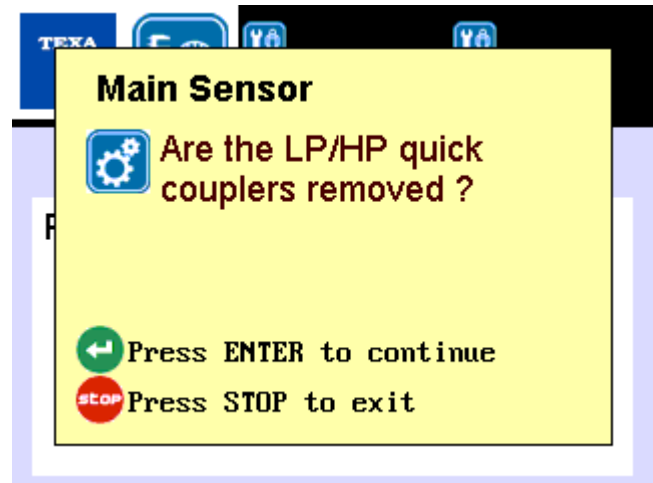 TEXA
Main Sensor
Are the LP/HP quick
couplers removed ?
Press ENTER to continue
stop Press STOP to exit